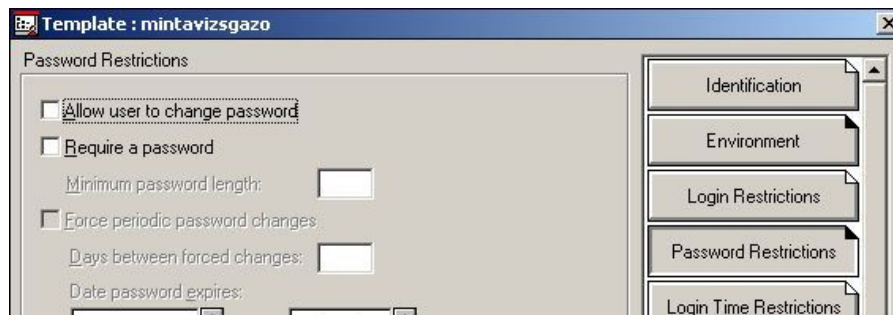 Template : mintavizsgazo
Password Restrictions
Allow user to change password
Require a password
Minimum password length:
Force periodic password changes
Days between forced changes:
Date password expires:
Identification
Environment
Login Restrictions
Password Restrictions
Login Time Restrictions